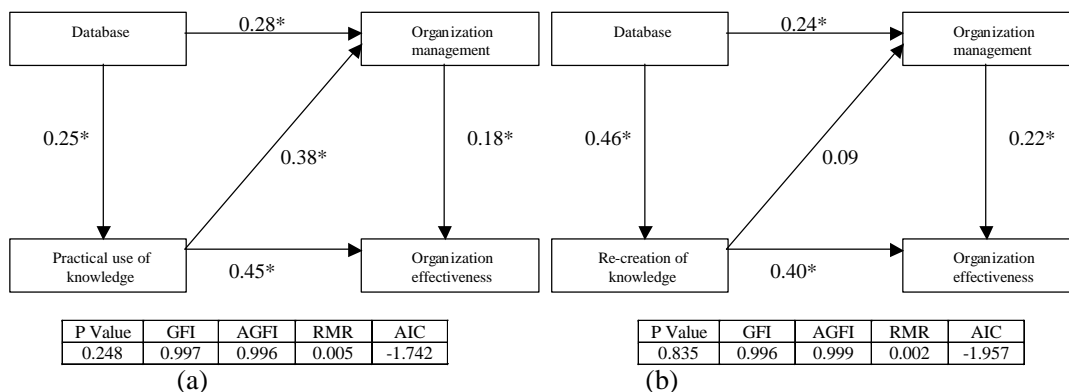 Database
0.28*
Organization
management
0.25*
0.38*
0.18*
Practical use of
knowledge
0.45*
Organization
effectiveness
P Value GFI AGFI RMR AIC
0.248 0.997 0.996 0.005 -1.742
(a)
Database
0.24*
Organization
management
0.46*
0.09
0.22*
Re-creation of
knowledge
0.40*
Organization
effectiveness
P Value GFI AGFI RMR AIC
0.835 0.996 0.999 0.002 -1.957
(b)